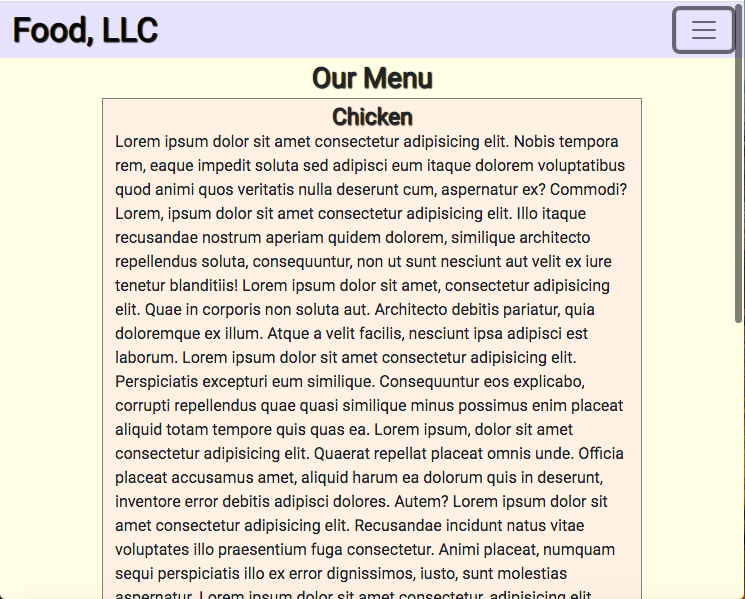 Food, LLC
Our Menu
Chicken
Lorem ipsum dolor sit amet consectetur adipisicing elit. Nobis tempora
rem, eaque impedit soluta sed adipisci eum itaque dolorem voluptatibus
quod animi quos veritatis nulla deserunt cum, aspernatur ex? Commodi?
Lorem, ipsum dolor sit amet consectetur adipisicing elit. Illo itaque
recusandae nostrum aperiam quidem dolorem, similique architecto
repellendus soluta, consequuntur, non ut sunt nesciunt aut velit ex iure
tenetur blanditiis! Lorem ipsum dolor sit amet, consectetur adipisicing
elit. Quae in corporis non soluta aut. Architecto debitis pariatur, quia
doloremque ex illum. Atque a velit facilis, nesciunt ipsa adipisci est
laborum. Lorem ipsum dolor sit amet consectetur adipisicing elit.
Perspiciatis excepturi eum similique. Consequuntur eos explicabo,
corrupti repellendus quae quasi similique minus possimus enim placeat
aliquid totam tempore quis quas ea. Lorem ipsum, dolor sit amet
consectetur adipisicing elit. Quaerat repellat placeat omnis unde. Officia
placeat accusamus amet, aliquid harum ea dolorum quis in deserunt,
inventore error debitis adipisci dolores. Autem? Lorem ipsum dolor sit
amet consectetur adipisicing elit. Recusandae incidunt natus vitae
voluptates illo praesentium fuga consectetur. Animi placeat, numquam
sequi perspiciatis illo ex error dignissimos, iusto, sunt molestias
aspernatur. Lorem ipsum dolor sit amet consectetur, adipisicing elit.